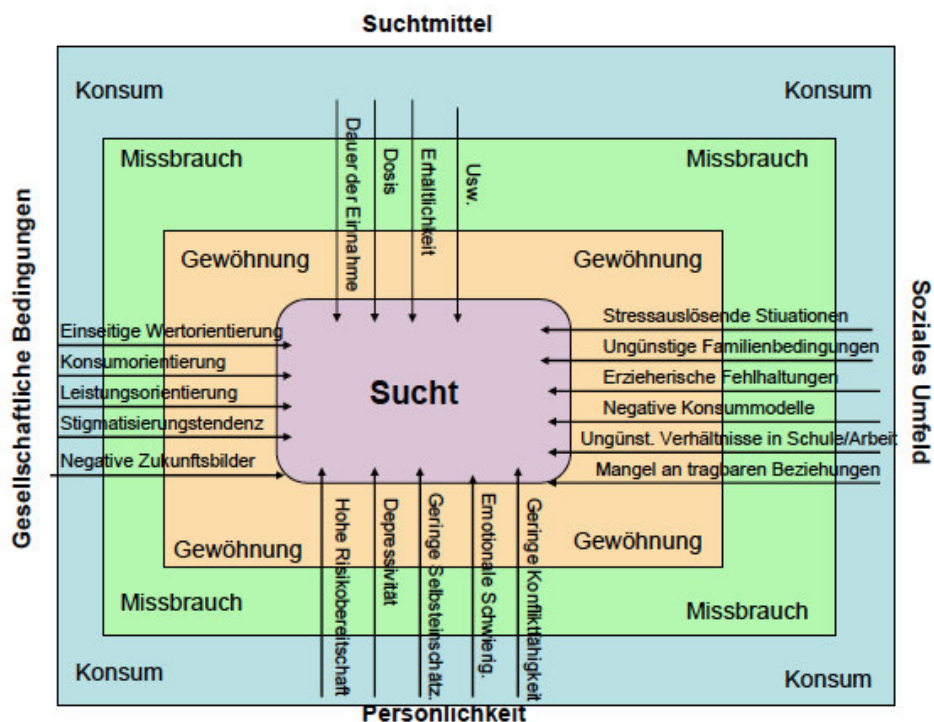 Suchtmittel
Konsum
Konsum
Missbrauch
Missbrauch
Gewöhnung
Gewöhnung
Dauer der Einnahme
Dosis
Erhältlichkeit
Usw.
Gesellschaftliche Bedingungen
Einseitige Wertorientierung
Konsumorientierung
Leistungsorientierung
Stigmatisierungstendenz
Negative Zukunftsbilder
Sucht
Stressauslösende Stiuationen
Ungünstige Familienbedingungen
Erzieherische Fehlhaltungen
Negative Konsummodelle
Ungünst. Verhältnisse in Schule/Arbeit
Mangel an tragbaren Beziehungen
Soziales Umfeld
Hohe Risikobereitschaft
Depressivität
Geringe Selbsteinschätz.
Emotionale Schwierig.
Geringe Konfliktfähigkeit
Gewöhnung
Gewöhnung
Missbrauch
Missbrauch
Konsum
Konsum
Persönlichkeit